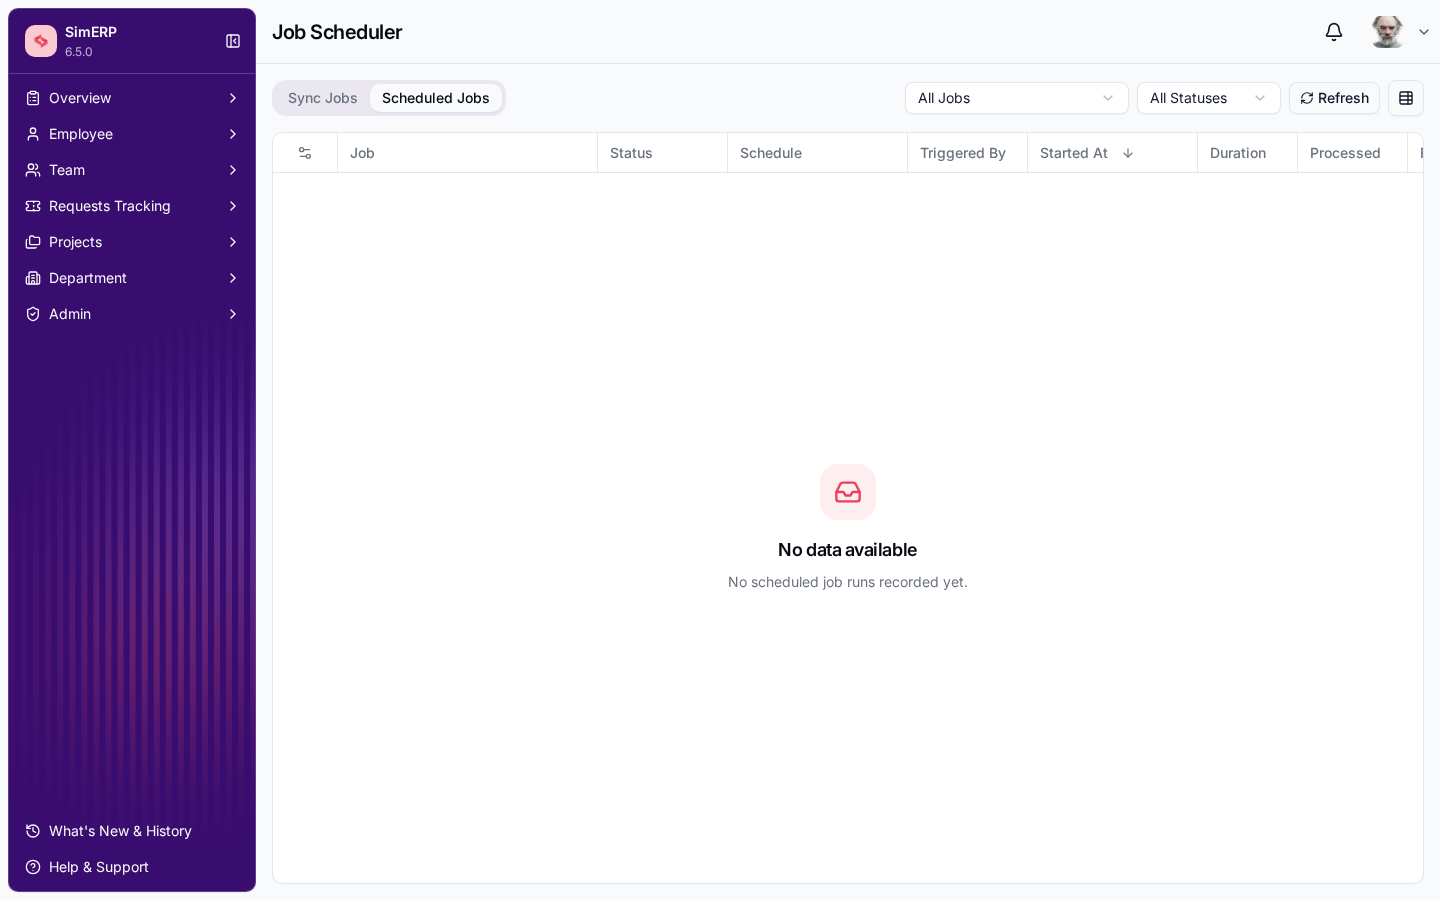 SimERP
6.5.0
Overview
Employee
Team
Requests Tracking
Projects
Department
Admin
What's New & History
Help & Support
Job Scheduler
Sync Jobs
Scheduled Jobs
All Jobs
All Statuses
Refresh
Job
Status
Schedule
Triggered By
Started At
Duration
Processed
No data available
No scheduled job runs recorded yet.